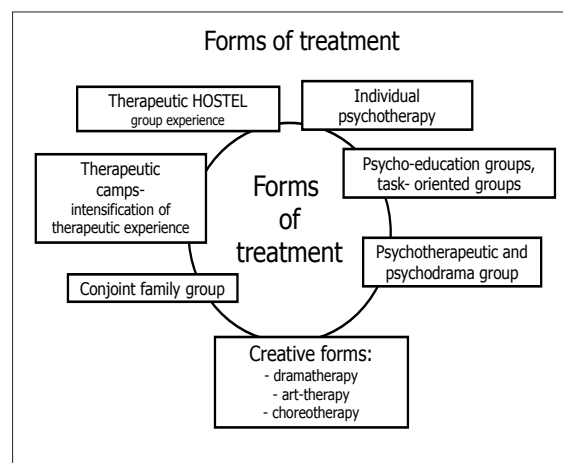 Forms of treatment
Therapeutic HOSTEL
group experience
Individual
psychotherapy
Therapeutic
camps-
intensification of
therapeutic experience
Forms
of
treatment
Psycho-education groups,
task- oriented groups
Psychotherapeutic and
psychodrama group
Conjoint family group
Creative forms:
- dramatherapy
- art-therapy
- choreotherapy